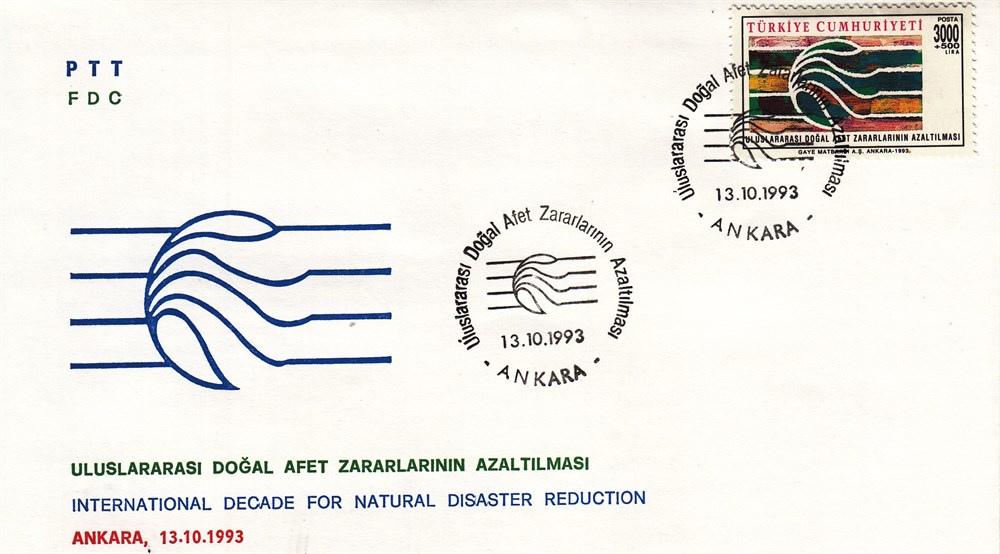 PTT
FDC
TÜRKİYE CUMHURİYETİ
POSTA
3000
+500
LİRA
ULUSLARARASI DOĞAL AFET ZARARLARININ AZALTILMASI
GAYE MATBAASI A.Ş. ANKARA-1993
Uluslararası Doğal Afet Zararlarının Azaltılması
13.10.1993
- ANKARA -
Uluslararası Doğal Afet Zararlarının Azaltılması
13.10.1993
- ANKARA -
ULUSLARARASI DOĞAL AFET ZARARLARININ AZALTILMASI
INTERNATIONAL DECADE FOR NATURAL DISASTER REDUCTION
ANKARA, 13.10.1993